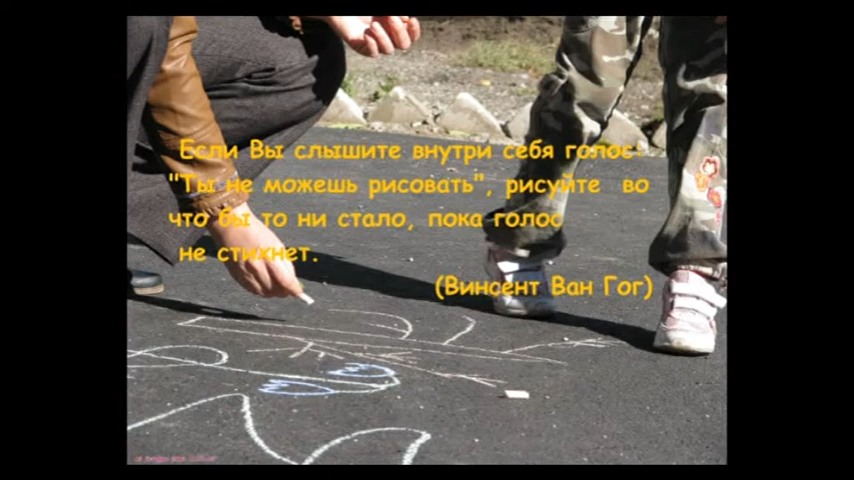 Если Вы слышите внутри себя голос:
"Ты не можешь рисовать", рисуйте во
что бы то ни стало, пока голос
не стихнет.
(Винсент Ван Гог)